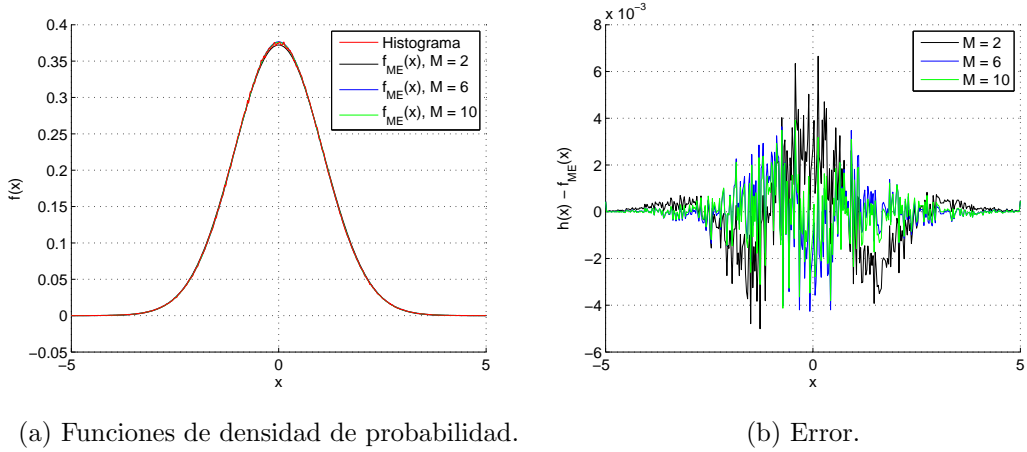 0.4
0.35
0.3
0.25
0.2
0.15
0.1
0.05
0
−0.05
−5
0
5
x
f(x)
Histograma
f_ME(x), M = 2
f_ME(x), M = 6
f_ME(x), M = 10
(a) Funciones de densidad de probabilidad.
x 10⁻³
8
6
4
2
0
−2
−4
−6
−5
0
5
x
h(x) − f_ME(x)
M = 2
M = 6
M = 10
(b) Error.